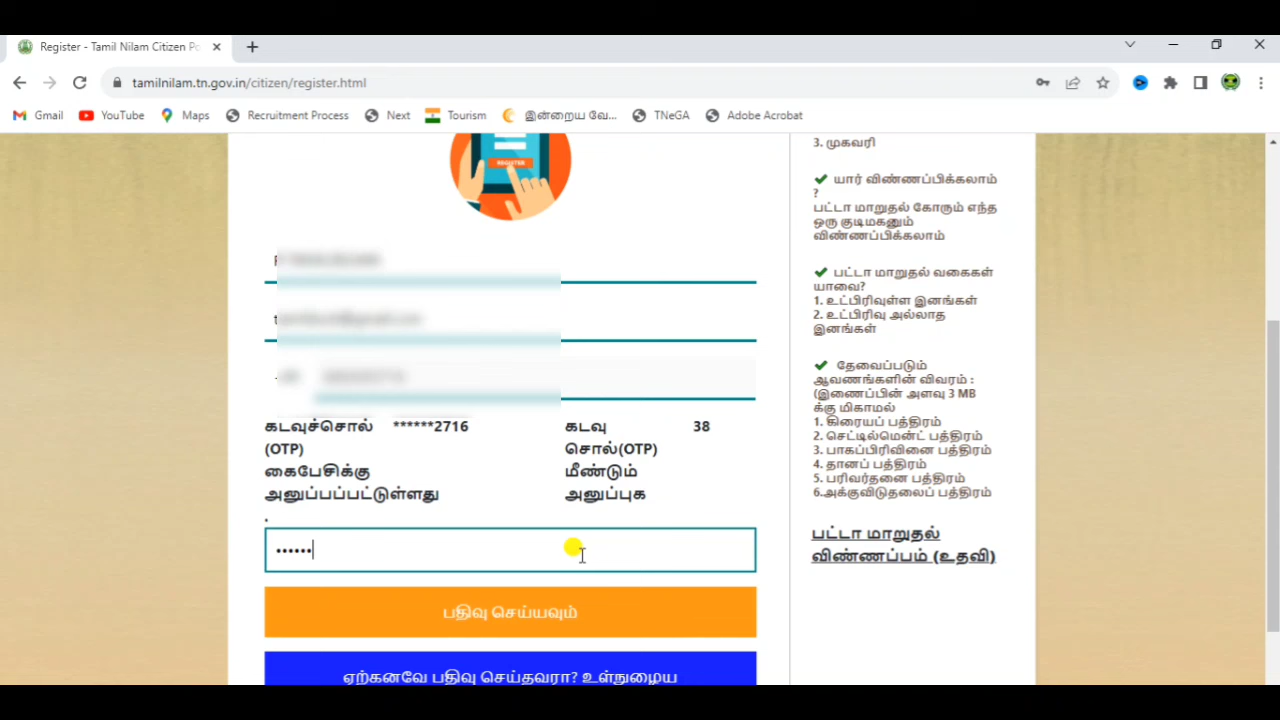 Register - Tamil Nilam Citizen Po
tamilnilam.tn.gov.in/citizen/register.html
Gmail YouTube Maps Recruitment Process Next Tourism இன்றைய வே... TNeGA Adobe Acrobat
REGISTER
கடவுச்சொல் ******2716
(OTP)
கைபேசிக்கு
அனுப்பப்பட்டுள்ளது
.
கடவு 38
சொல்(OTP)
மீண்டும்
அனுப்புக
••••••
பதிவு செய்யவும்
ஏற்கனவே பதிவு செய்தவரா? உள்நுழைய
3. முகவரி
✔ யார் விண்ணப்பிக்கலாம்
?
பட்டா மாறுதல் கோரும் எந்த
ஒரு குடிமகனும்
விண்ணப்பிக்கலாம்
✔ பட்டா மாறுதல் வகைகள்
யாவை?
1. உட்பிரிவுள்ள இனங்கள்
2. உட்பிரிவு அல்லாத
இனங்கள்
✔ தேவைப்படும்
ஆவணங்களின் விவரம் :
(இணைப்பின் அளவு 3 MB
க்கு மிகாமல்
1. கிரையப் பத்திரம்
2. செட்டில்மென்ட் பத்திரம்
3. பாகப்பிரிவினை பத்திரம்
4. தானப் பத்திரம்
5. பரிவர்தனை பத்திரம்
6.அக்குவிடுதலைப் பத்திரம்
பட்டா மாறுதல்
விண்ணப்பம் (உதவி)